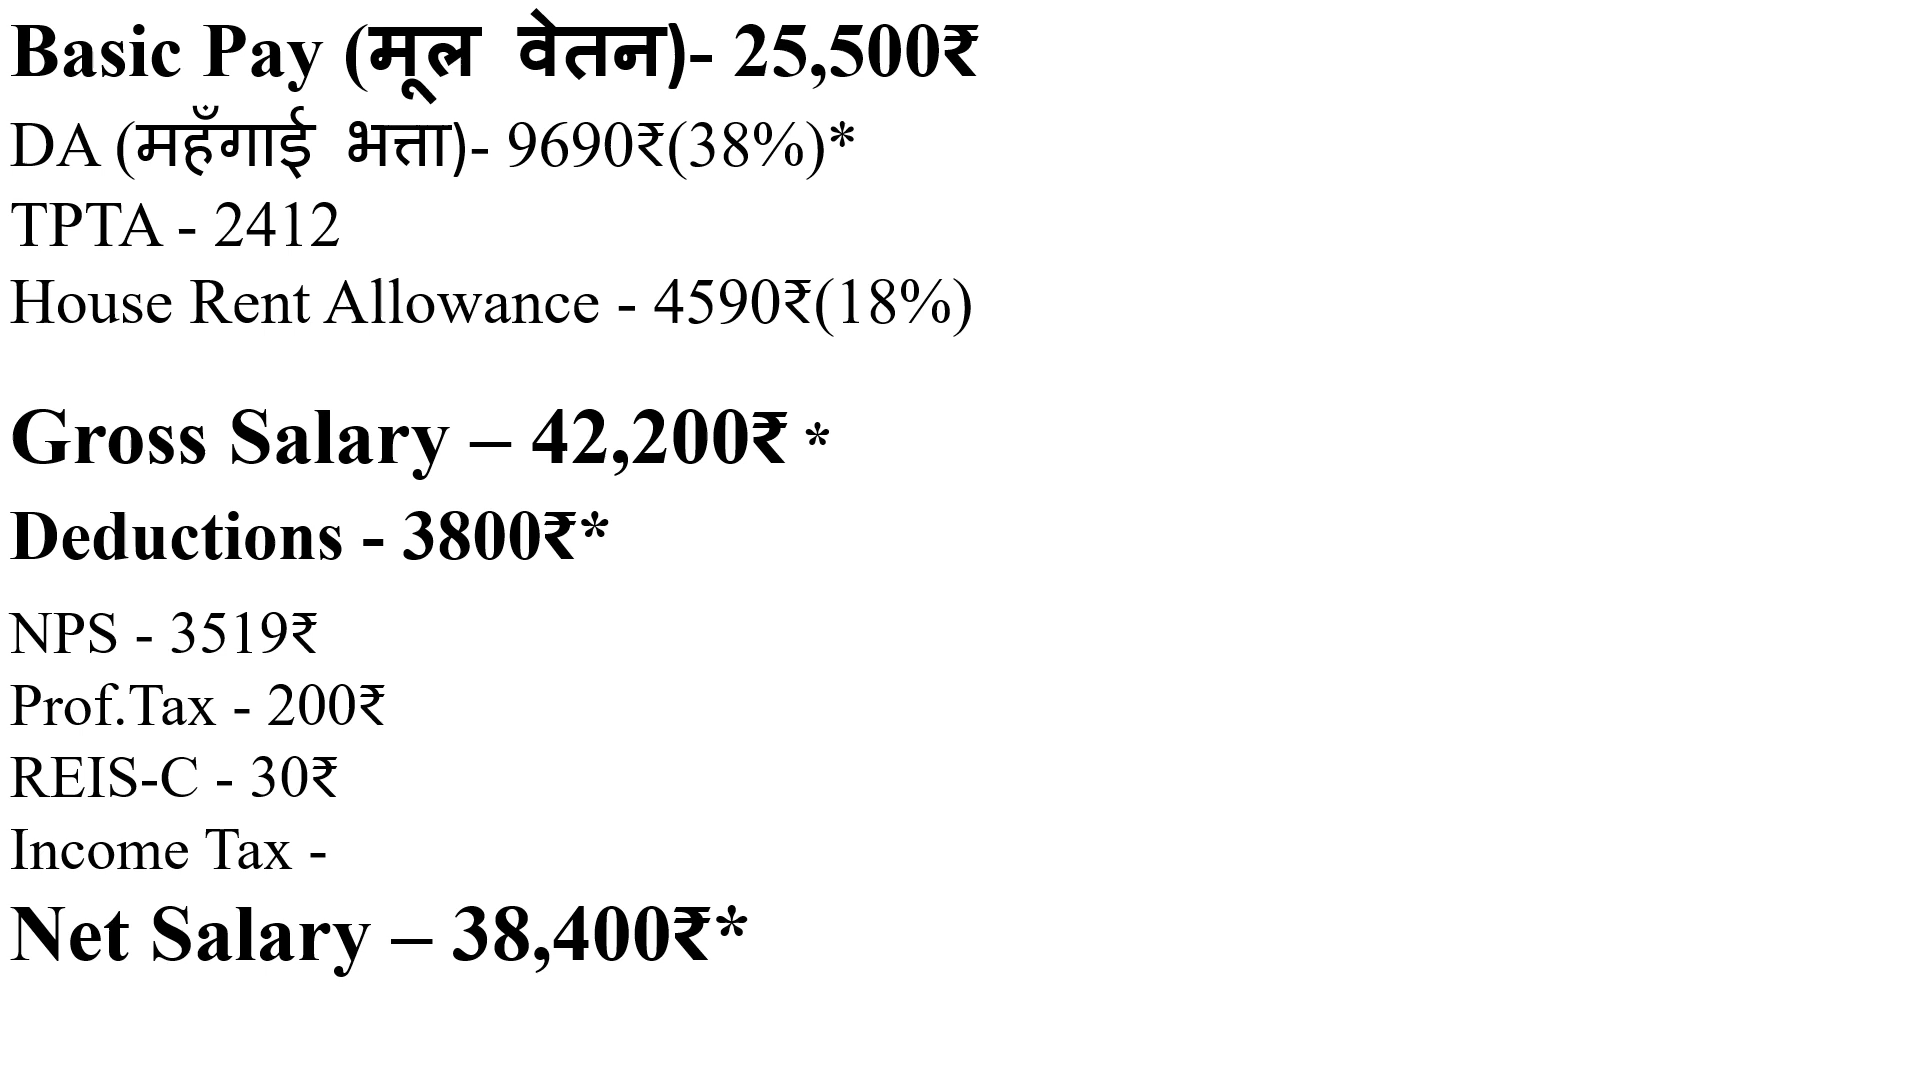 Basic Pay (मूल वेतन)- 25,500₹
DA (महँगाई भत्ता)- 9690₹(38%)*
TPTA - 2412
House Rent Allowance - 4590₹(18%)
Gross Salary – 42,200₹ *
Deductions - 3800₹*
NPS - 3519₹
Prof.Tax - 200₹
REIS-C - 30₹
Income Tax -
Net Salary – 38,400₹*